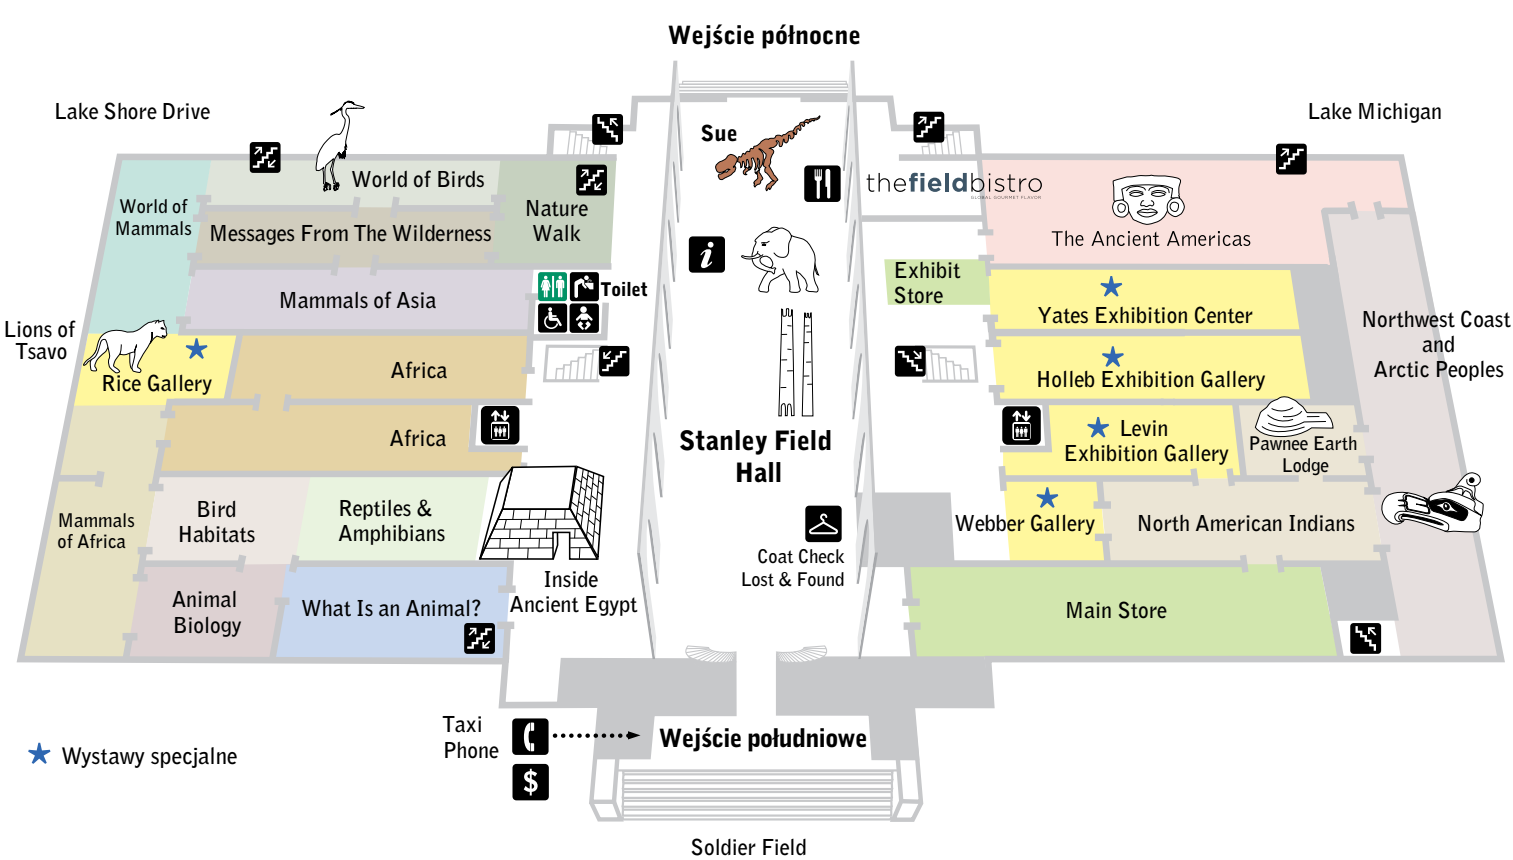 Wejście północne
Lake Shore Drive
Lake Michigan
Sue
World of Birds
thefieldbistro
GLOBAL GOURMET FLAVOR
World of
Mammals
Nature
Walk
Messages From The Wilderness
The Ancient Americas
i
Exhibit
Store
Mammals of Asia
Toilet
Yates Exhibition Center
Lions of
Tsavo
Northwest Coast
and
Arctic Peoples
Rice Gallery
Africa
Holleb Exhibition Gallery
Africa
Stanley Field
Hall
Levin
Exhibition Gallery
Pawnee Earth
Lodge
Mammals
of Africa
Bird
Habitats
Reptiles &
Amphibians
Webber Gallery
North American Indians
Coat Check
Lost & Found
Inside
Ancient Egypt
Animal
Biology
What Is an Animal?
Main Store
Taxi
Phone
Wejście południowe
$
Wystawy specjalne
Soldier Field